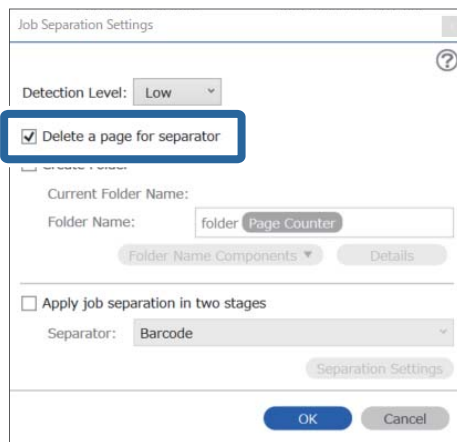 Job Separation Settings
?
Detection Level: Low
Delete a page for separator
Create Folder
Current Folder Name:
Folder Name: folder Page Counter
Folder Name Components ▼ Details
Apply job separation in two stages
Separator: Barcode
Separation Settings
OK Cancel